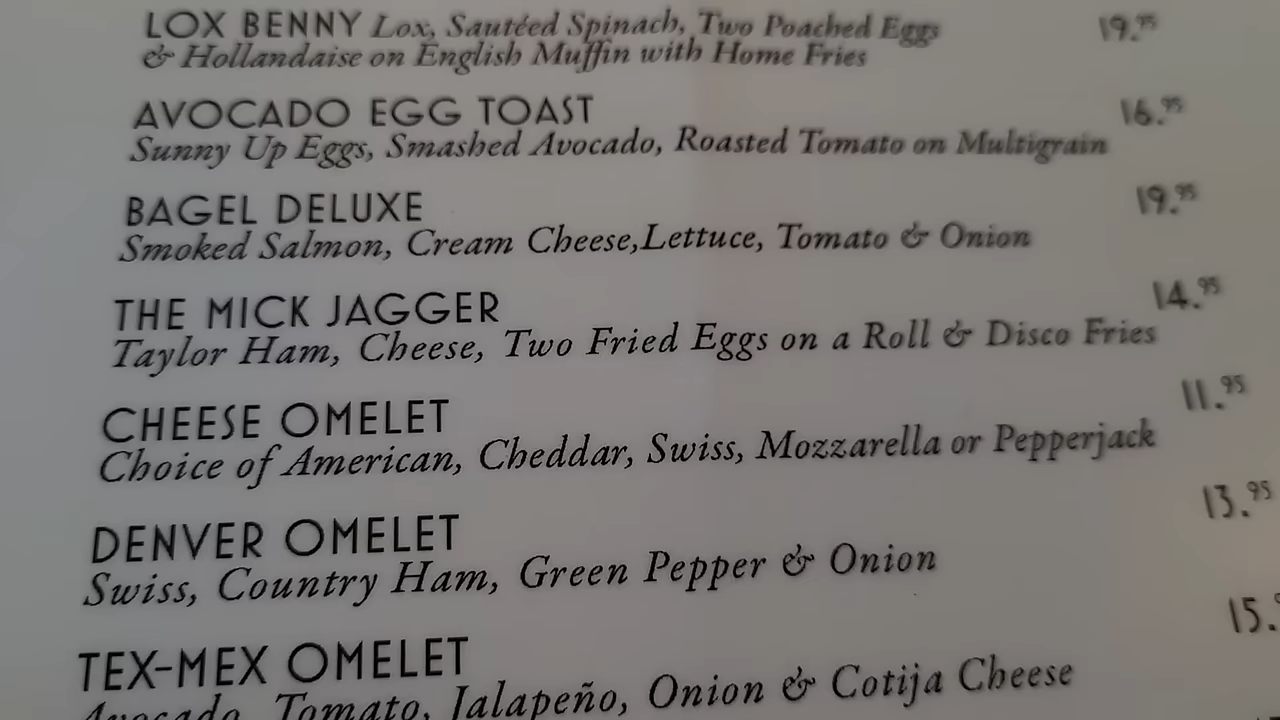 LOX BENNY Lox, Sautéed Spinach, Two Poached Eggs 19.95
& Hollandaise on English Muffin with Home Fries
AVOCADO EGG TOAST 16.95
Sunny Up Eggs, Smashed Avocado, Roasted Tomato on Multigrain
BAGEL DELUXE 19.95
Smoked Salmon, Cream Cheese,Lettuce, Tomato & Onion
THE MICK JAGGER 14.95
Taylor Ham, Cheese, Two Fried Eggs on a Roll & Disco Fries
CHEESE OMELET 11.95
Choice of American, Cheddar, Swiss, Mozzarella or Pepperjack
DENVER OMELET 13.95
Swiss, Country Ham, Green Pepper & Onion
TEX-MEX OMELET 15.
Avocado, Tomato, Jalapeño, Onion & Cotija Cheese